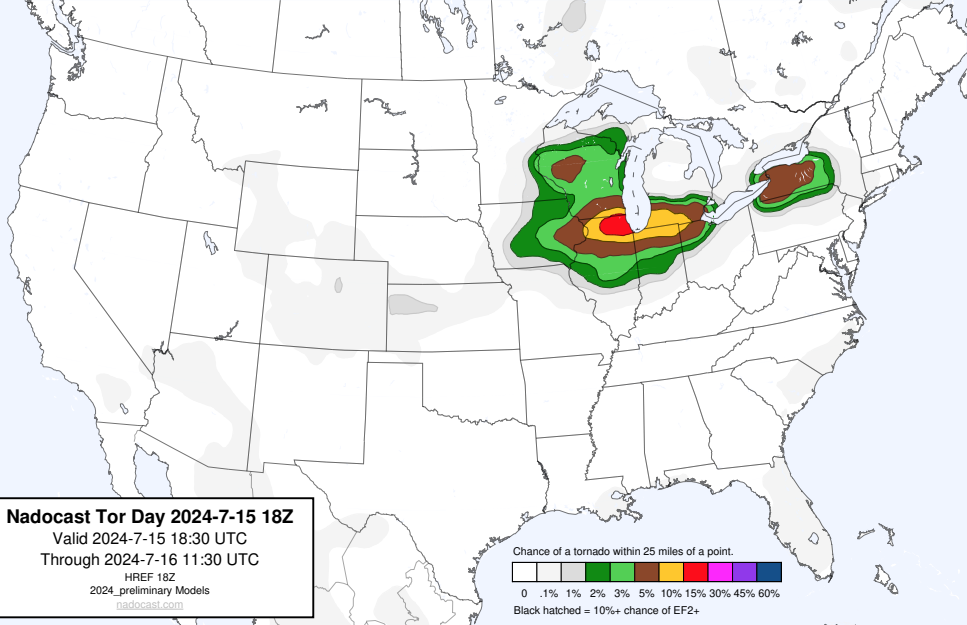 Nadocast Tor Day 2024-7-15 18Z
Valid 2024-7-15 18:30 UTC
Through 2024-7-16 11:30 UTC
HREF 18Z
2024_preliminary Models
nadocast.com
Chance of a tornado within 25 miles of a point.
0 .1% 1% 2% 3% 5% 10% 15% 30% 45% 60%
Black hatched = 10%+ chance of EF2+